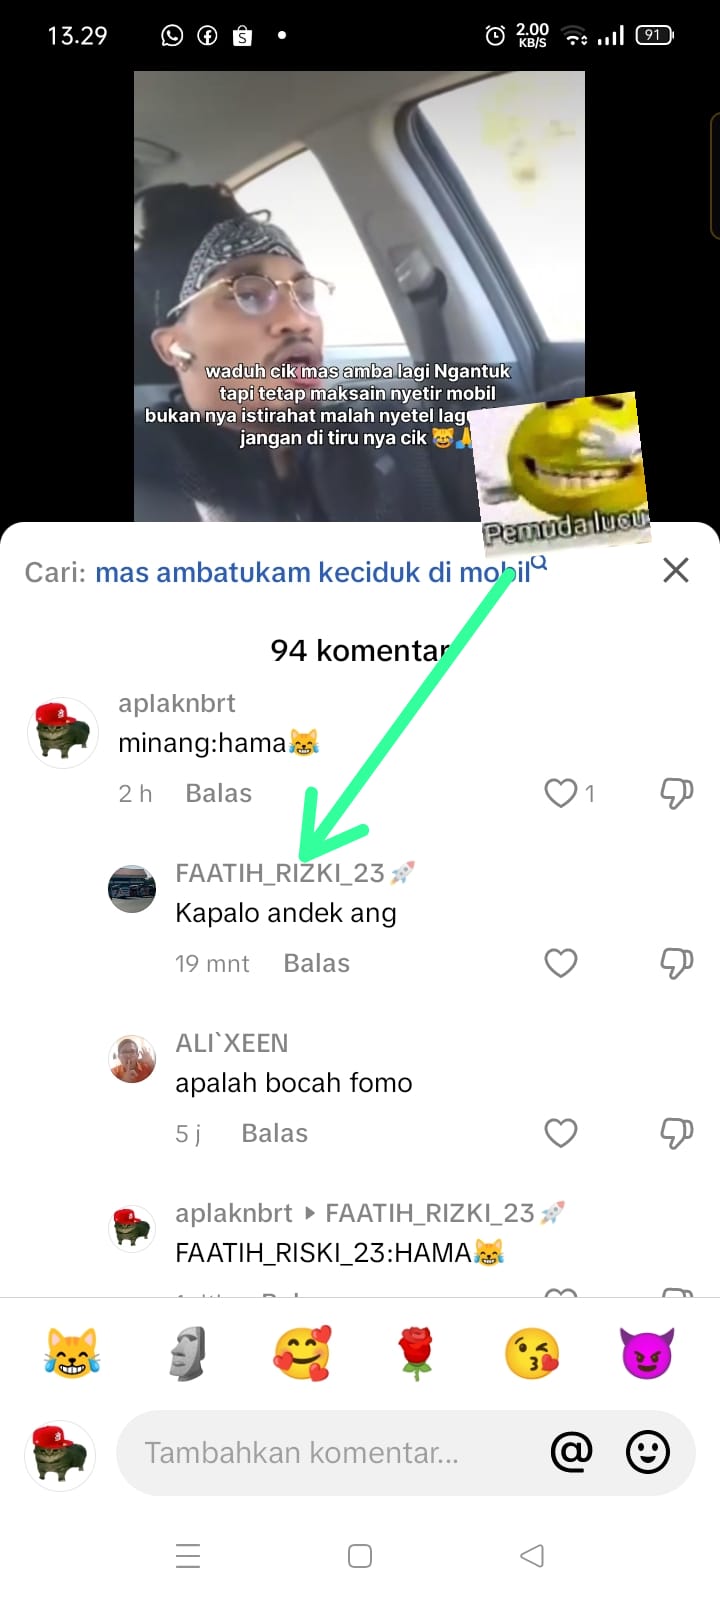 13.29
2.00
KB/S
91
waduh cik mas amba lagi Ngantuk
tapi tetap maksain nyetir mobil
bukan nya istirahat malah nyetel lagu
jangan di tiru nya cik 😹🙏
Pemuda lucu
Cari: mas ambatukam keciduk di mobil
94 komentar
aplaknbrt
minang:hama😹
2 h Balas 1
FAATIH_RIZKI_23🚀
Kapalo andek ang
19 mnt Balas
ALI`XEEN
apalah bocah fomo
5 j Balas
aplaknbrt ▸ FAATIH_RIZKI_23🚀
FAATIH_RISKI_23:HAMA😹
Tambahkan komentar...